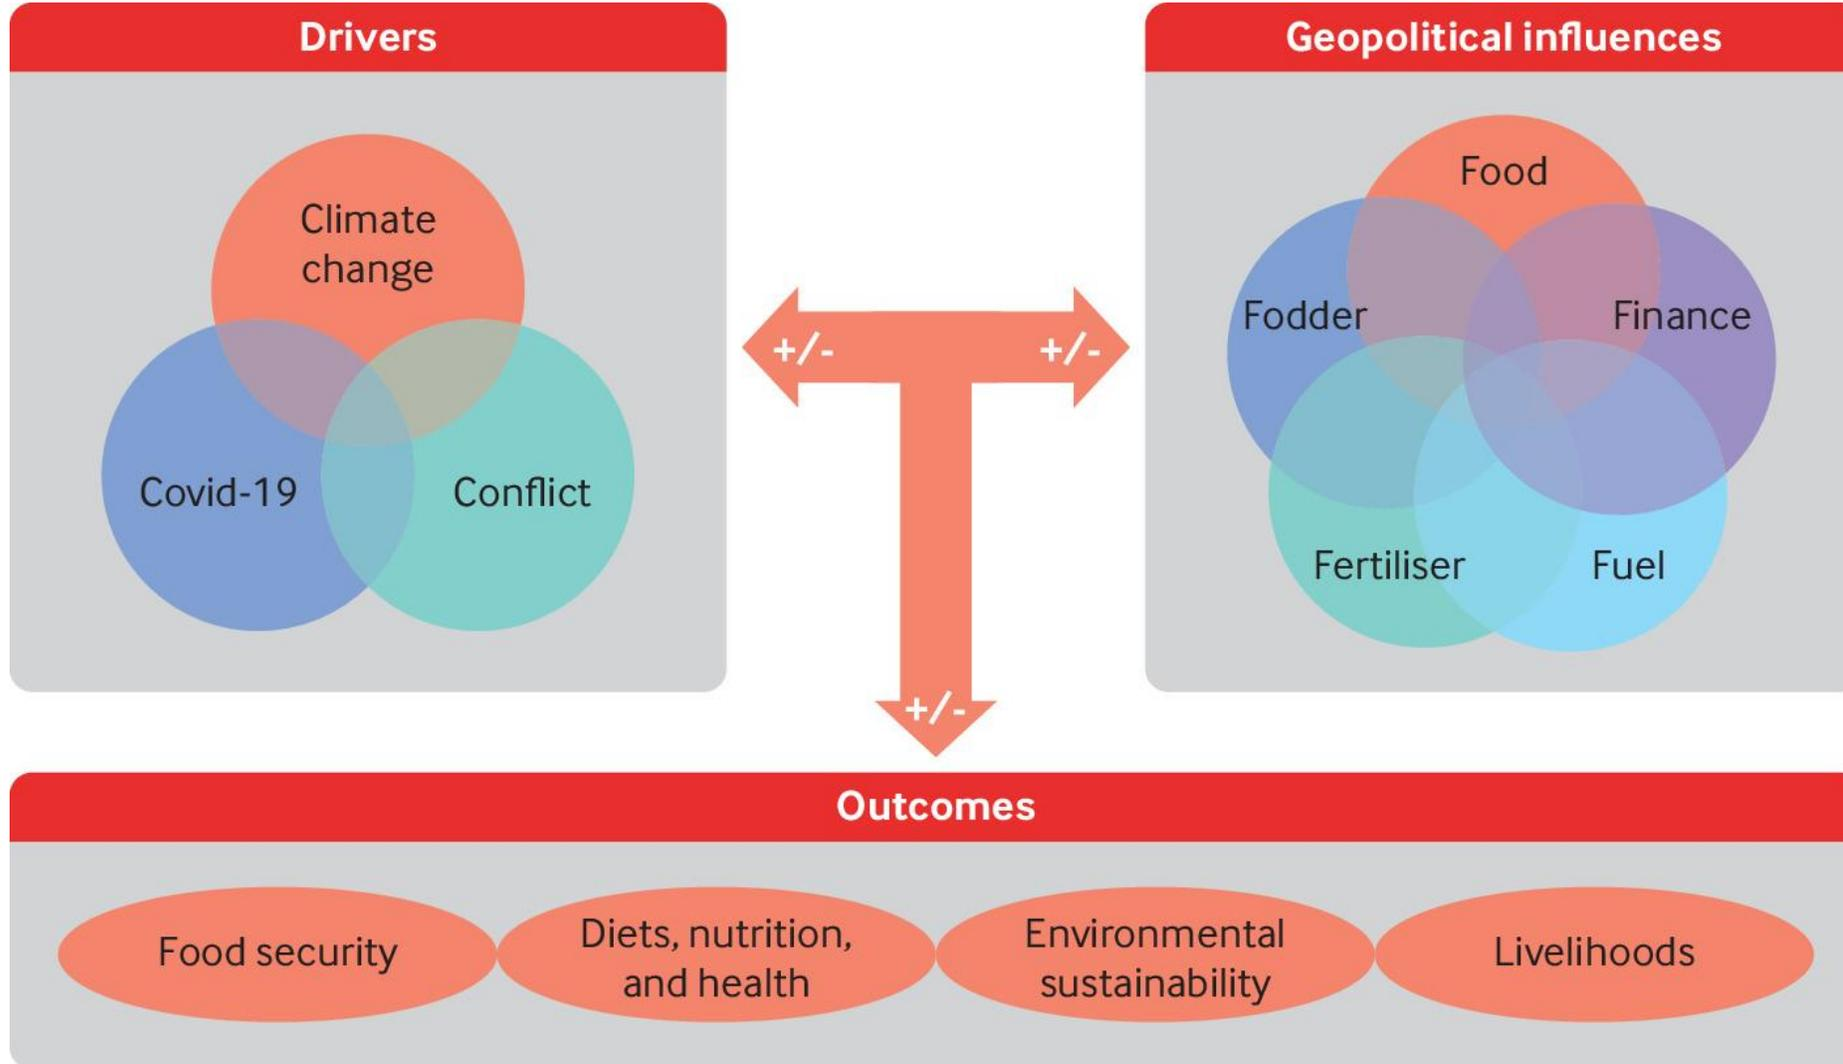 Drivers
Climate
change
Covid-19
Conflict
+/-
+/-
+/-
Geopolitical influences
Food
Fodder
Finance
Fertiliser
Fuel
Outcomes
Food security
Diets, nutrition,
and health
Environmental
sustainability
Livelihoods